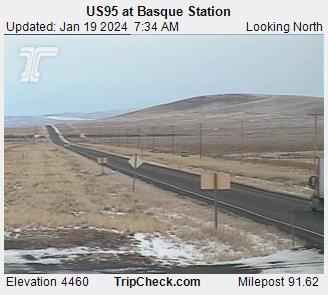 US95 at Basque Station
Updated: Jan 19 2024 7:34 AM Looking North
Elevation 4460 TripCheck.com Milepost 91.62